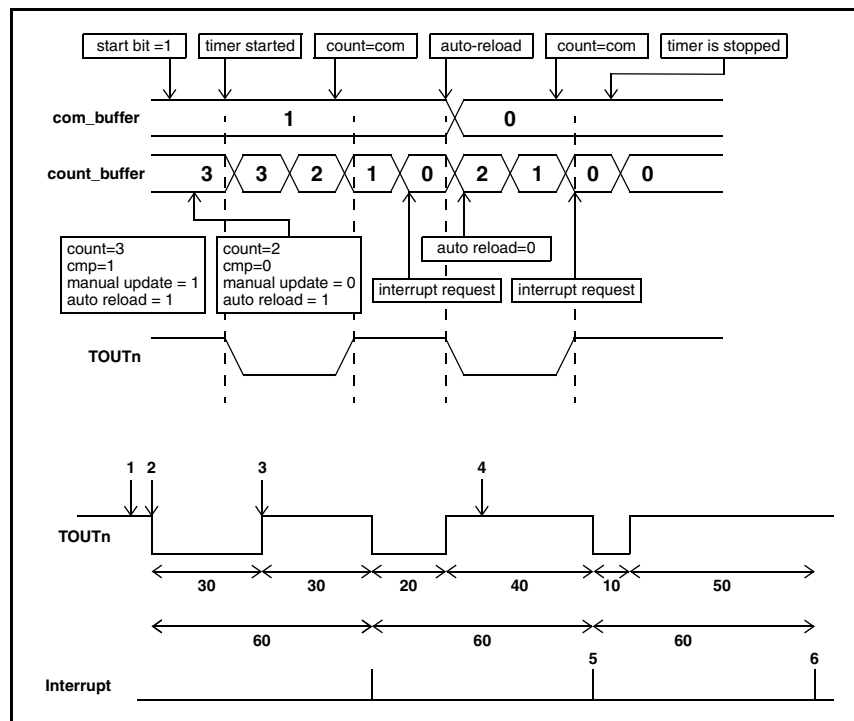 start bit =1 timer started count=com auto-reload count=com timer is stopped
com_buffer 1 0
count_buffer 3 3 2 1 0 2 1 0 0
count=3
cmp=1
manual update = 1
auto reload = 1
count=2
cmp=0
manual update = 0
auto reload = 1
auto reload=0
interrupt request interrupt request
TOUTn
1 2 3 4
TOUTn
30 30 20 40 10 50
60 60 60
5 6
Interrupt